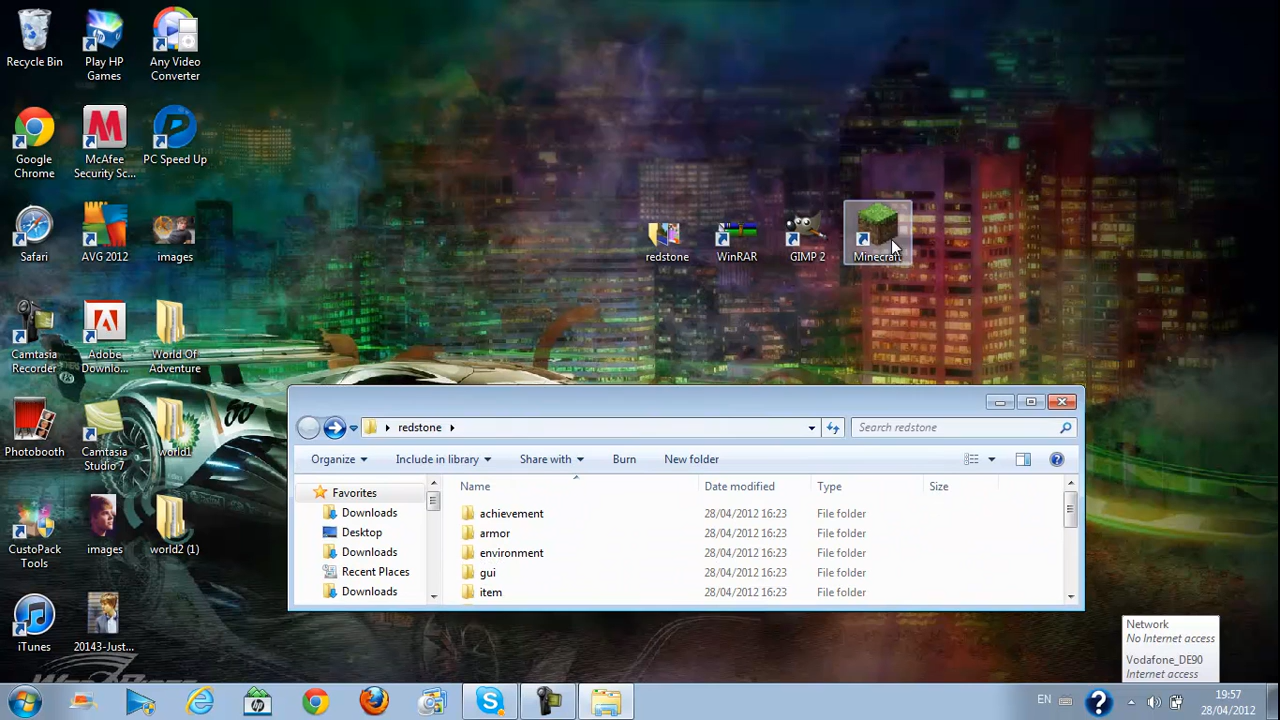 Recycle Bin
Play HP
Games
Any Video
Converter
Google
Chrome
McAfee
Security Sc...
PC Speed Up
Safari
AVG 2012
images
redstone
WinRAR
GIMP 2
Minecraft
Camtasia
Recorder
Adobe
Downlo...
World Of
Adventure
Photobooth
Camtasia
Studio 7
world1
CustoPack
Tools
images
world2 (1)
iTunes
20143-Just...
redstone
Search redstone
Organize
Include in library
Share with
Burn
New folder
Favorites
Downloads
Desktop
Downloads
Recent Places
Downloads
Name Date modified Type Size
achievement 28/04/2012 16:23 File folder
armor 28/04/2012 16:23 File folder
environment 28/04/2012 16:23 File folder
gui 28/04/2012 16:23 File folder
item 28/04/2012 16:23 File folder
Network
No Internet access
Vodafone_DE90
Internet access
EN
19:57
28/04/2012